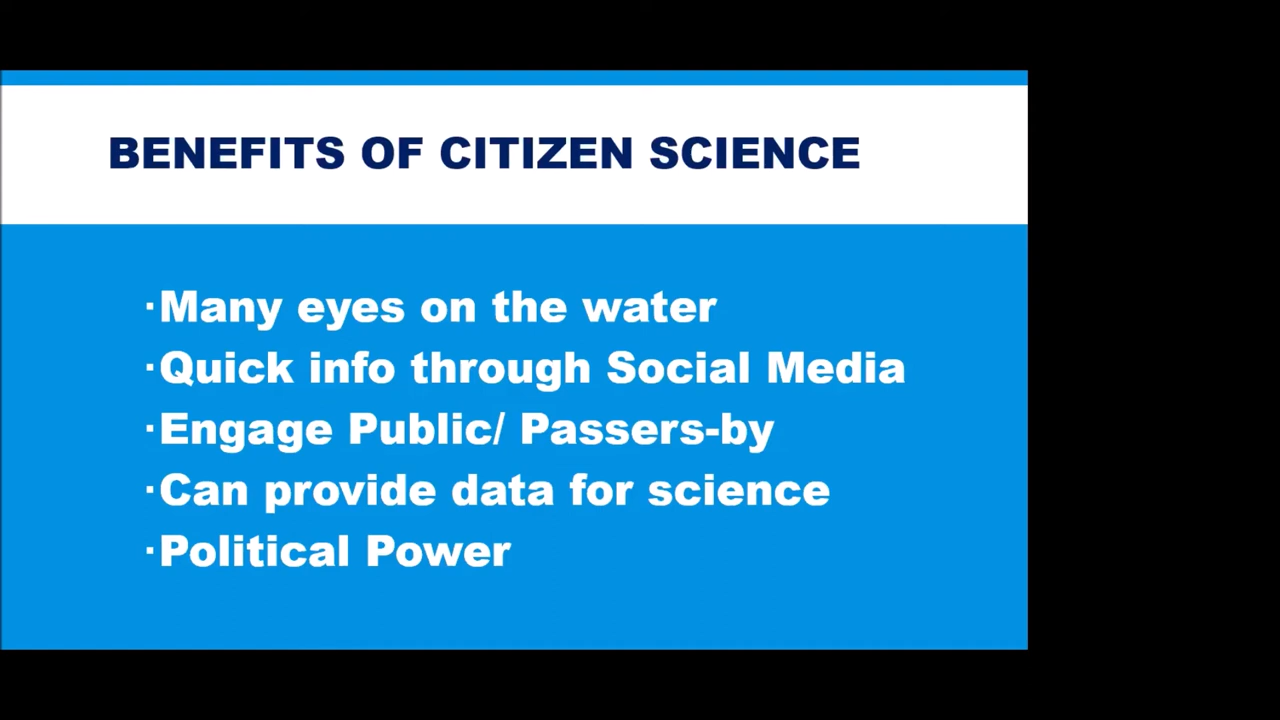 BENEFITS OF CITIZEN SCIENCE
·Many eyes on the water
·Quick info through Social Media
·Engage Public/ Passers-by
·Can provide data for science
·Political Power